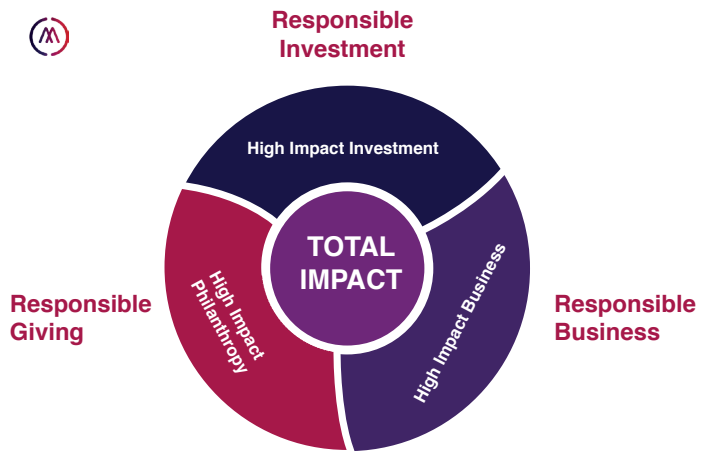 Responsible
Investment
High Impact Investment
TOTAL
IMPACT
High Impact
Philanthropy
High Impact Business
Responsible
Giving
Responsible
Business